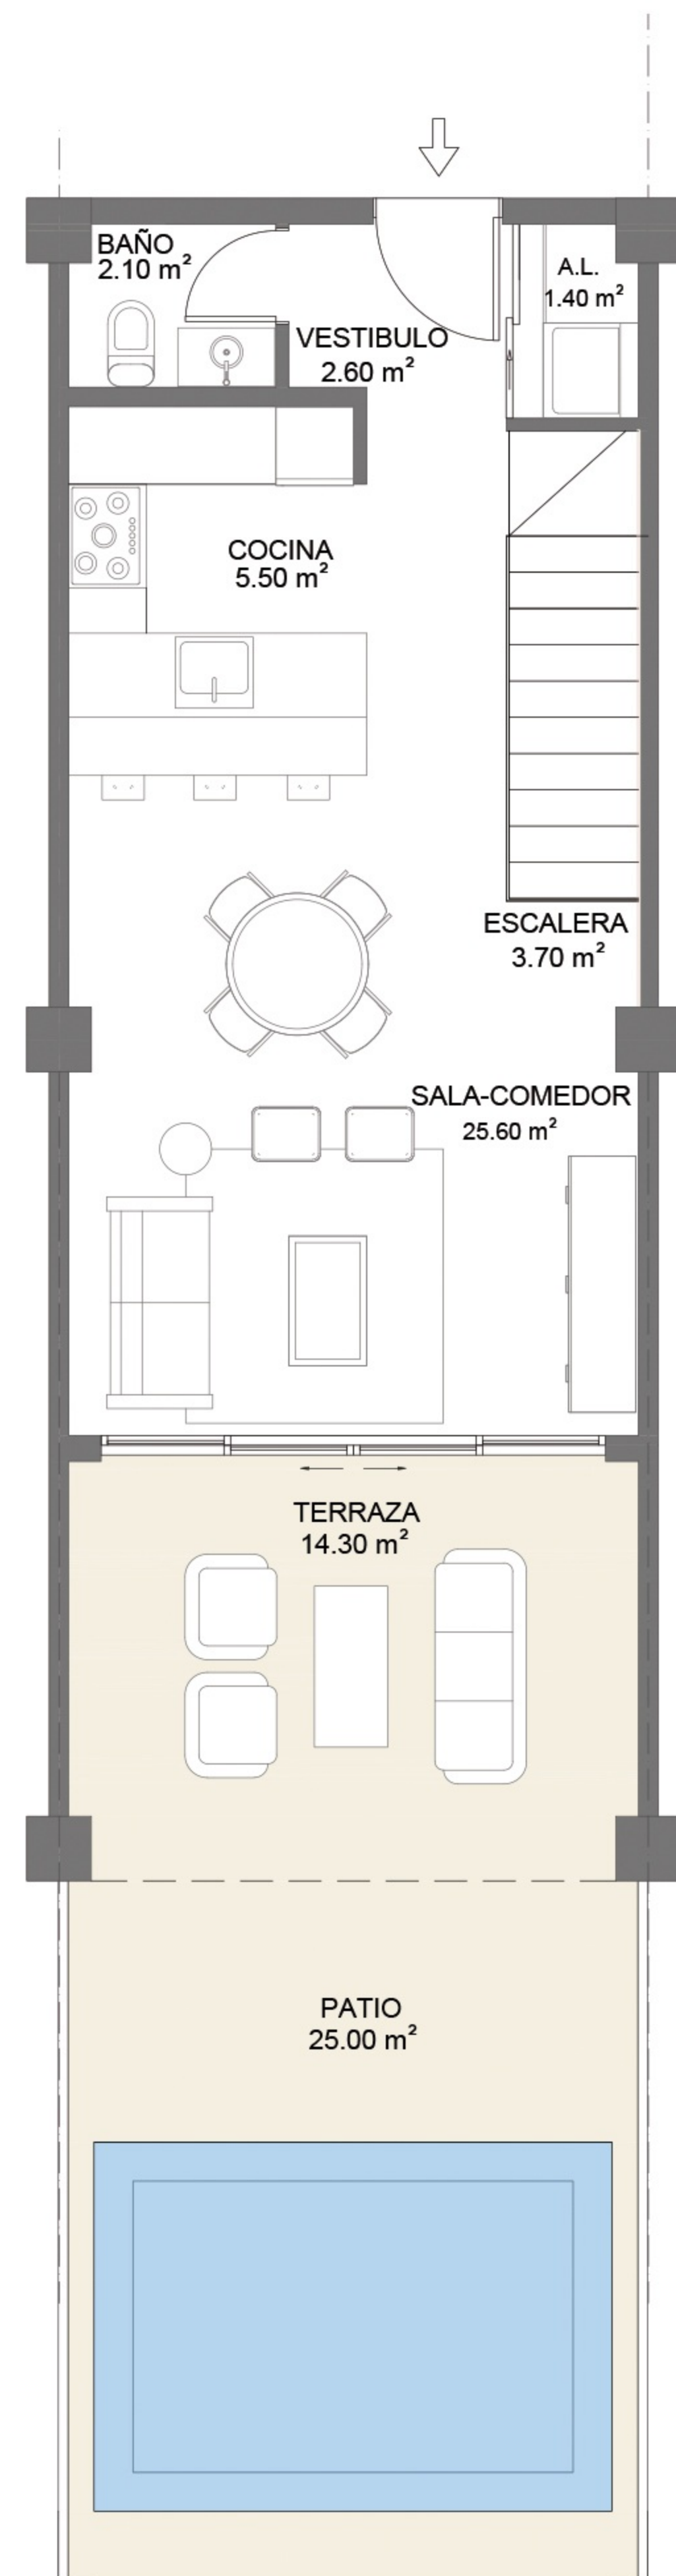 BAÑO
2.10 m²
A.L.
1.40 m²
VESTIBULO
2.60 m²
COCINA
5.50 m²
ESCALERA
3.70 m²
SALA-COMEDOR
25.60 m²
TERRAZA
14.30 m²
PATIO
25.00 m²